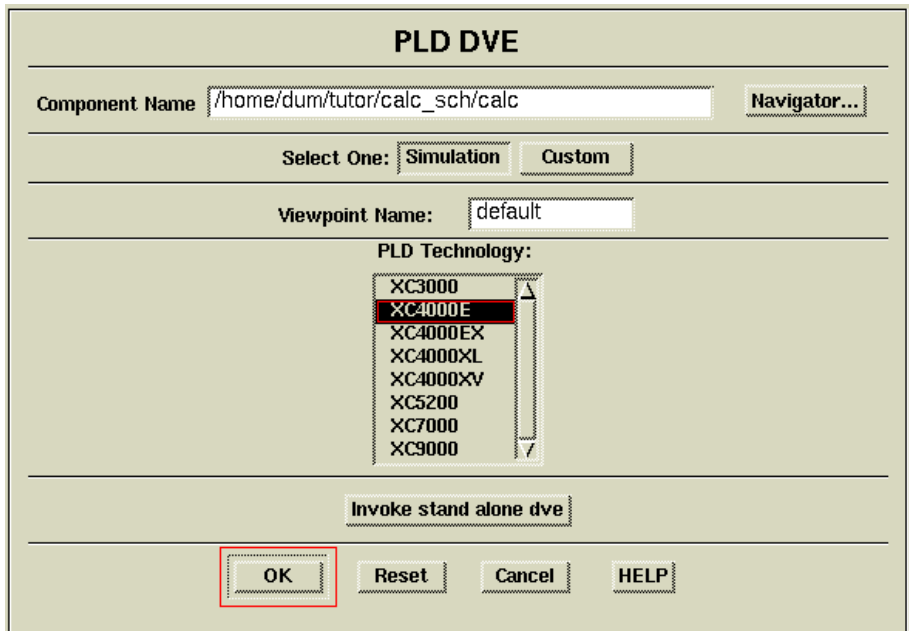 PLD DVE
Component Name /home/dum/tutor/calc_sch/calc Navigator...
Select One: Simulation Custom
Viewpoint Name: default
PLD Technology:
XC3000
XC4000E
XC4000EX
XC4000XL
XC4000XV
XC5200
XC7000
XC9000
Invoke stand alone dve
OK Reset Cancel HELP